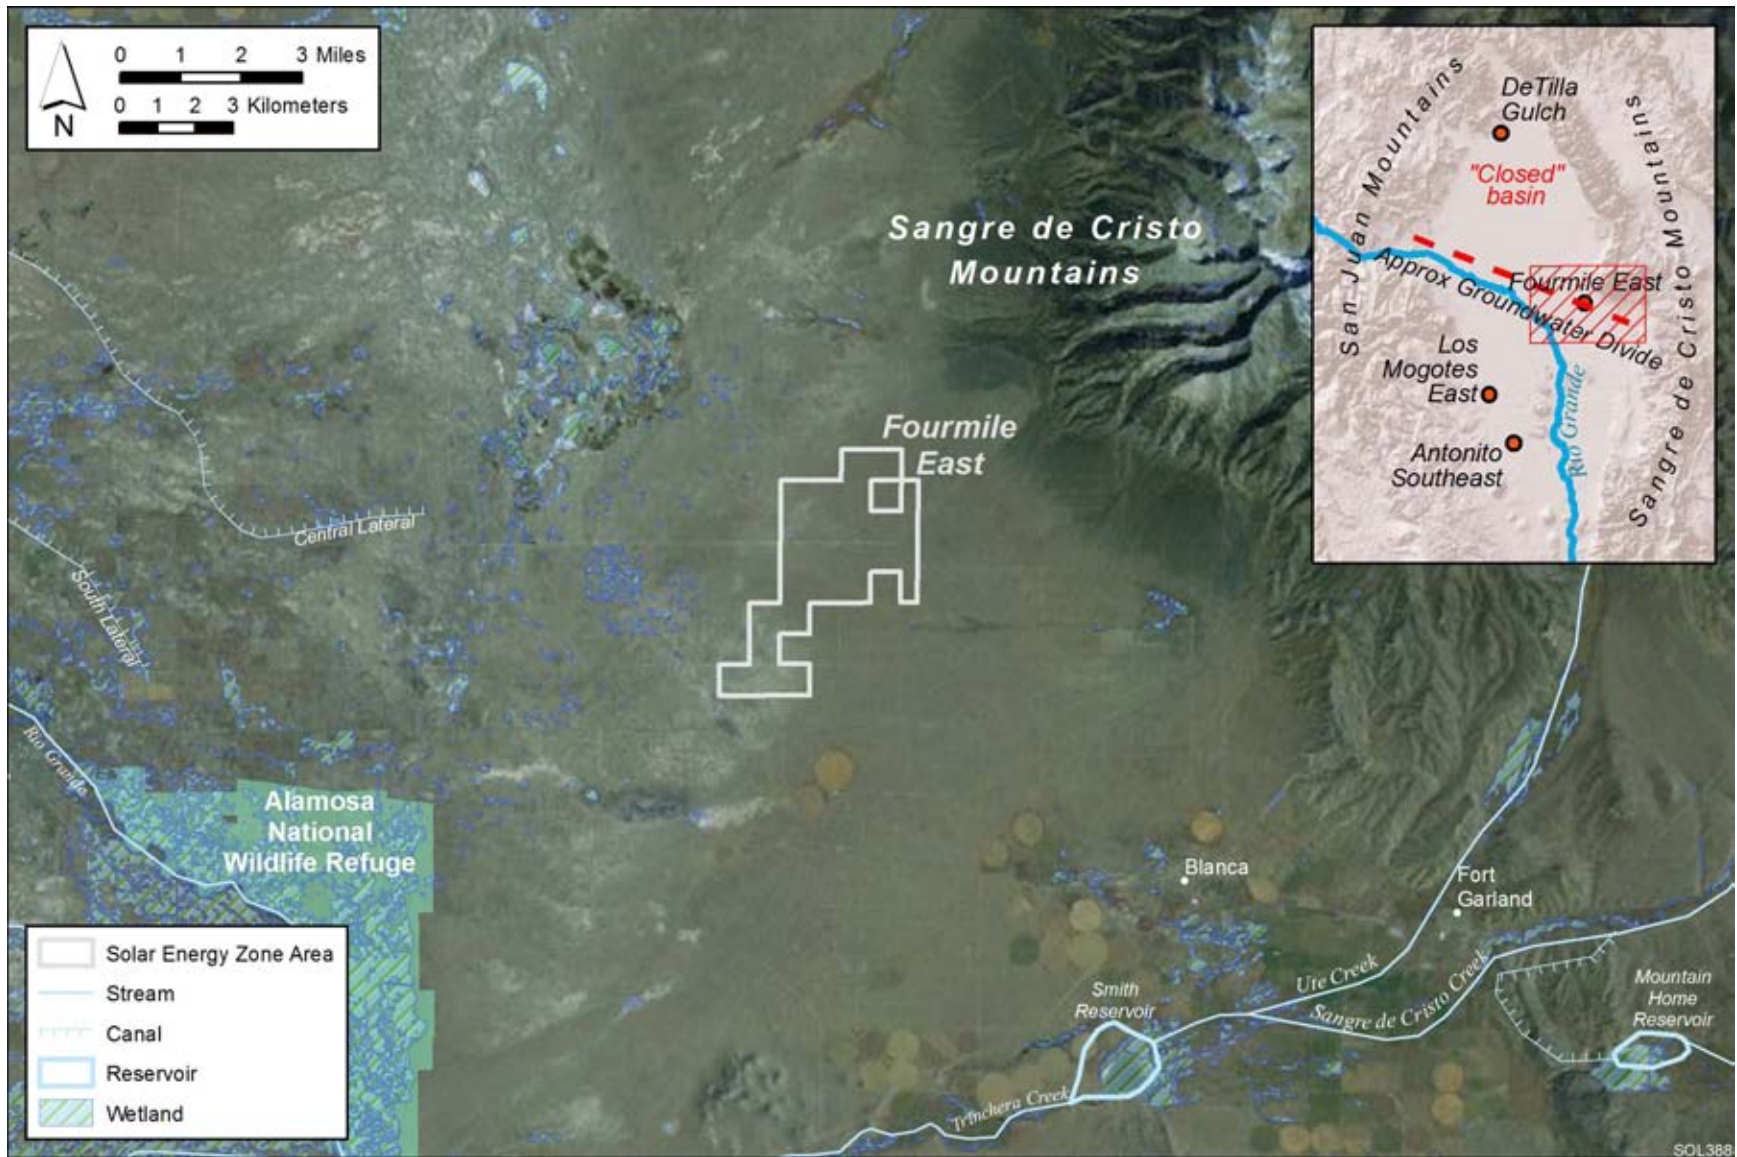 0 1 2 3 Miles
0 1 2 3 Kilometers
N
Sangre de Cristo
Mountains
Fourmile
East
Central Lateral
South Lateral
Rio Grande
Alamosa
National
Wildlife Refuge
Blanca
Fort
Garland
Ute Creek
Sangre de Cristo Creek
Smith
Reservoir
Mountain
Home
Reservoir
Trinchera Creek
Solar Energy Zone Area
Stream
Canal
Reservoir
Wetland
San Juan Mountains
DeTilla
Gulch
"Closed"
basin
Sangre de Cristo Mountains
Approx Groundwater Divide
Fourmile East
Los
Mogotes
East
Rio Grande
Antonito
Southeast
SOL388